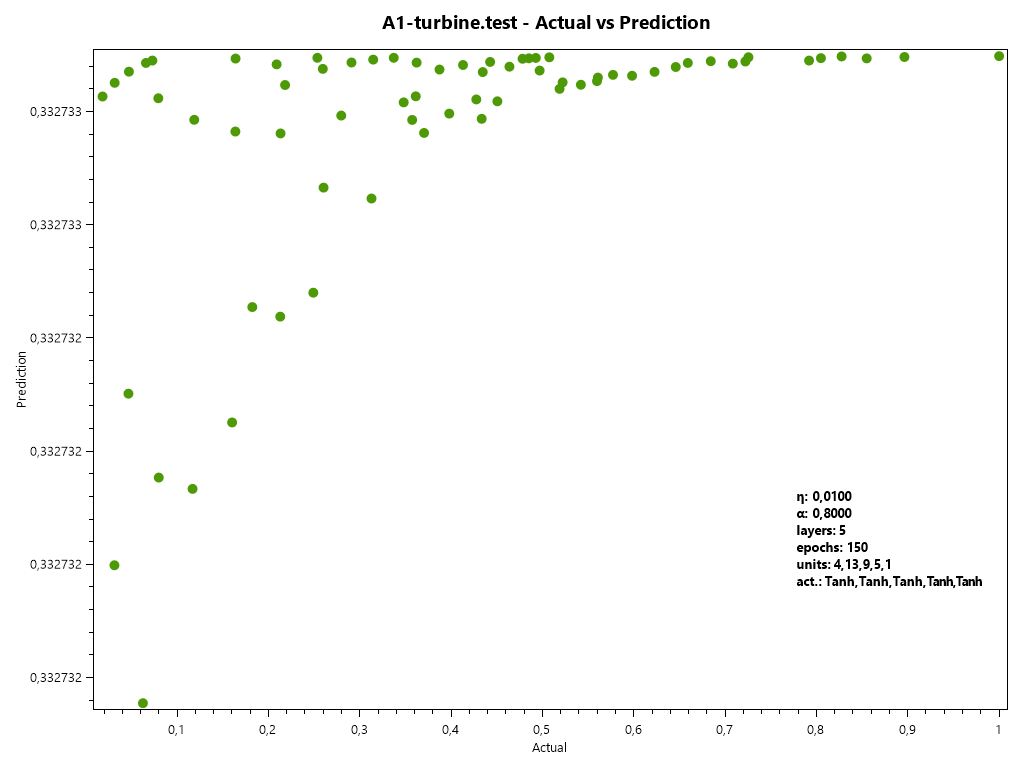 A1-turbine.test - Actual vs Prediction
0,332733
0,332733
0,332732
0,332732
0,332732
0,332732
Prediction
η: 0,0100
α: 0,8000
layers: 5
epochs: 150
units: 4,13,9,5,1
act.: Tanh,Tanh,Tanh,Tanh,Tanh
0,1 0,2 0,3 0,4 0,5 0,6 0,7 0,8 0,9 1
Actual